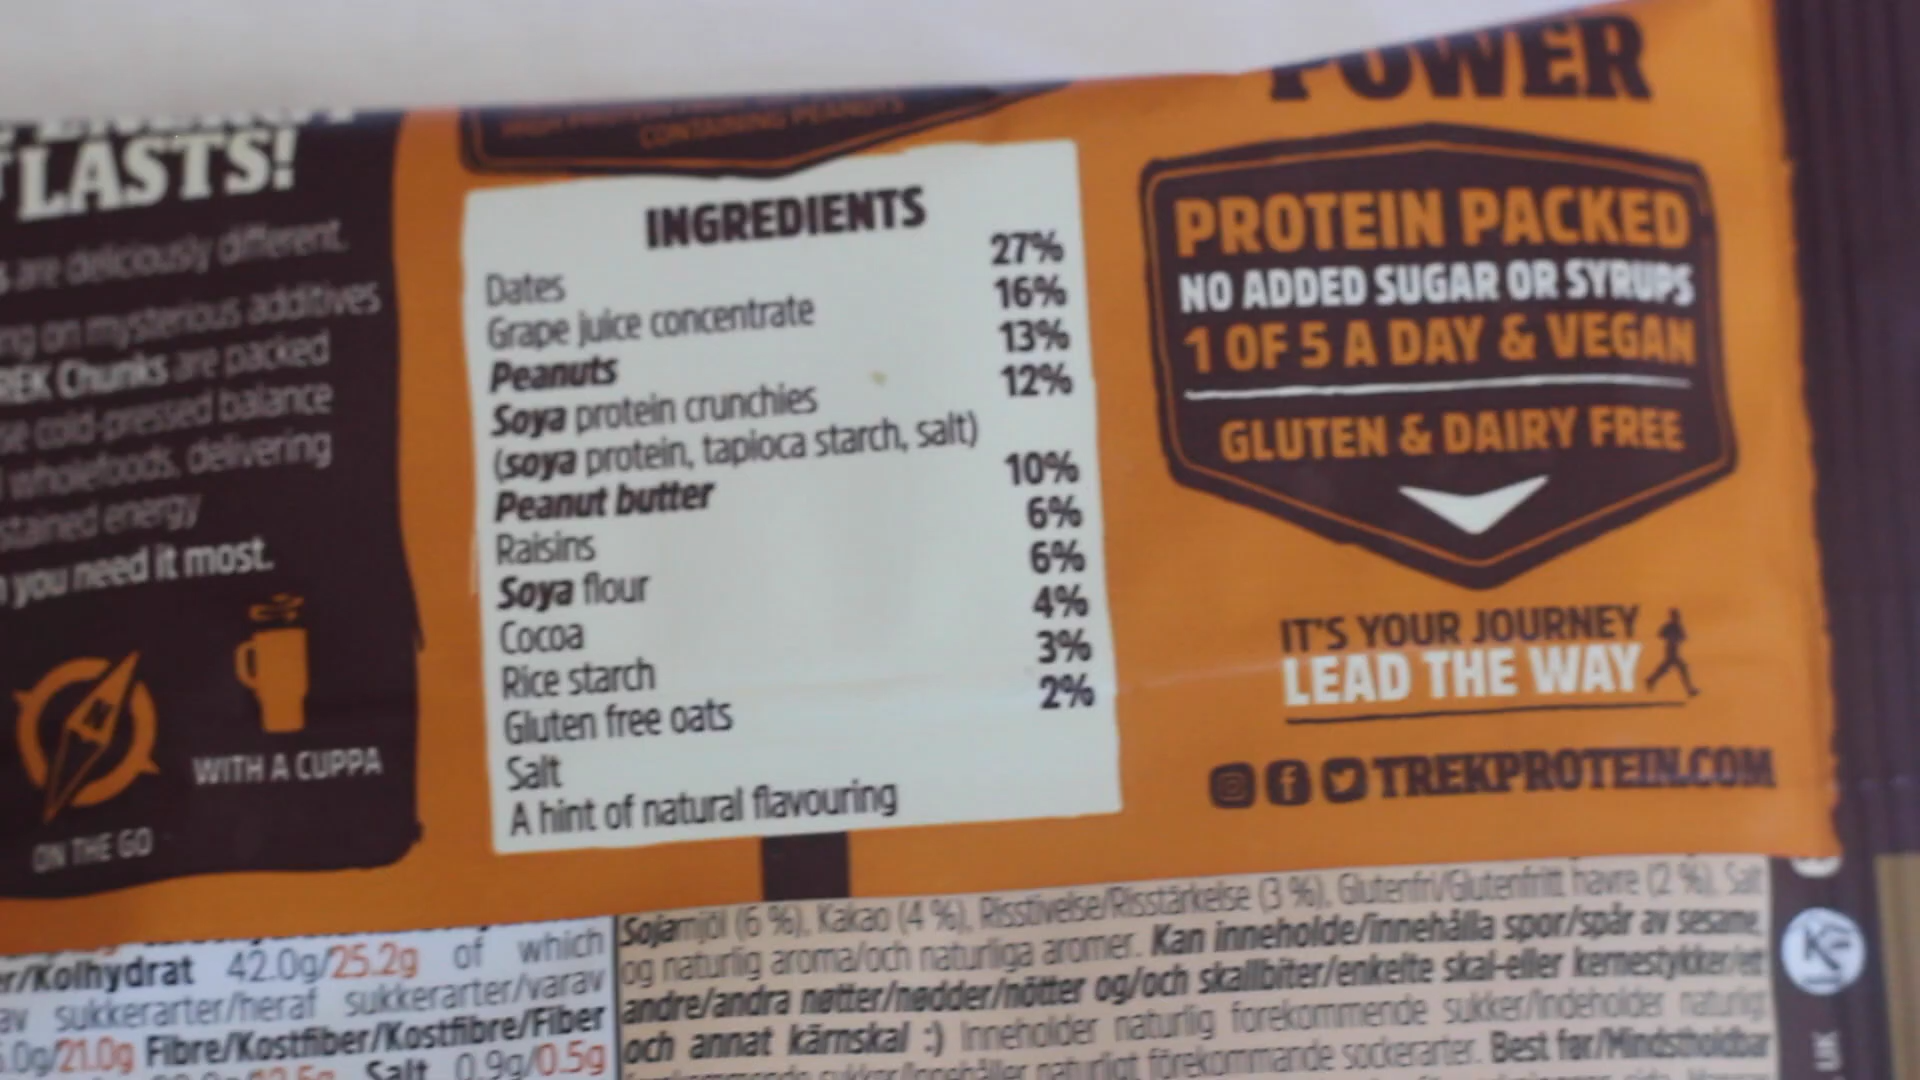 LASTS!
are deliciously different.
ng on mysterious additives
REK Chunks are packed
se cold-pressed balance
wholefoods, delivering
stained energy
you need it most.
ON THE GO
WITH A CUPPA
CONTAINING PEANUTS
INGREDIENTS
Dates 27%
Grape juice concentrate 16%
Peanuts 13%
Soya protein crunchies 12%
(soya protein, tapioca starch, salt)
Peanut butter 10%
Raisins 6%
Soya flour 6%
Cocoa 4%
Rice starch 3%
Gluten free oats 2%
Salt
A hint of natural flavouring
POWER
PROTEIN PACKED
NO ADDED SUGAR OR SYRUPS
1 OF 5 A DAY & VEGAN
GLUTEN & DAIRY FREE
IT'S YOUR JOURNEY
LEAD THE WAY
TREKPROTEIN.COM
er/Kolhydrat 42.0g/25.2g of which
av sukkerarter/heraf sukkerarter/varav
.0g/21.0g Fibre/Kostfiber/Kostfibre/Fiber
Salt 0.9g/0.5g
Sojamjöl (6 %), Kakao (4 %), Risstivelse/Risstärkelse (3 %), Glutenfri/Glutenfritt havre (2 %), Salt
og naturlig aroma/och naturliga aromer. Kan inneholde/innehålla spor/spår av sesame,
andre/andra nøtter/nødder/nötter og/och skallbiter/enkelte skal-eller kernestykker/ett
och annat kärnskal :) Inneholder naturlig forekommende sukker/Indeholder naturligt
naturligt förekommande sockerarter. Best før/Mindstholdbar
UK